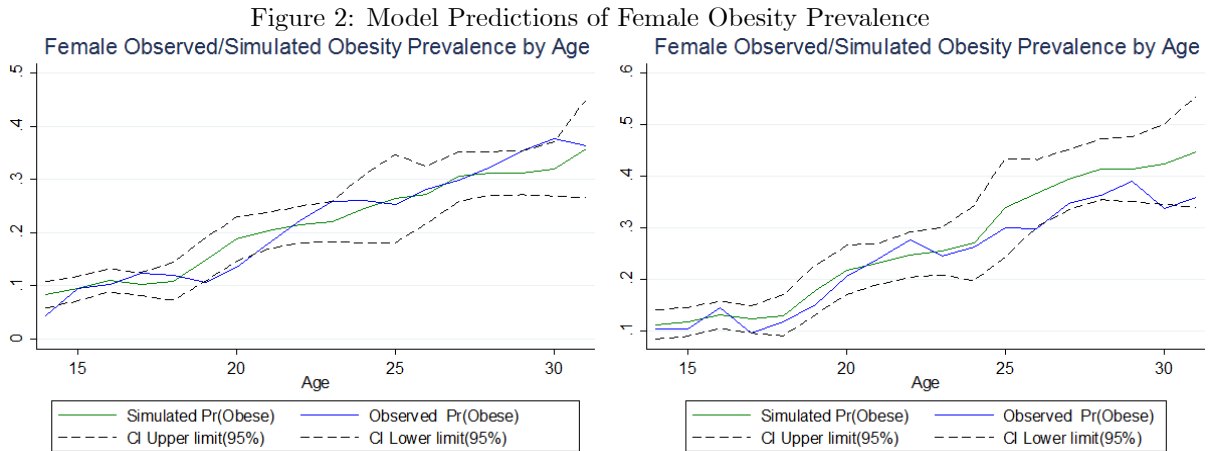 Figure 2: Model Predictions of Female Obesity Prevalence
Female Observed/Simulated Obesity Prevalence by Age
.5
.4
.3
.2
.1
0
15
20
25
30
Age
Simulated Pr(Obese)
Observed Pr(Obese)
CI Upper limit(95%)
CI Lower limit(95%)
Female Observed/Simulated Obesity Prevalence by Age
.6
.5
.4
.3
.2
.1
15
20
25
30
Age
Simulated Pr(Obese)
Observed Pr(Obese)
CI Upper limit(95%)
CI Lower limit(95%)